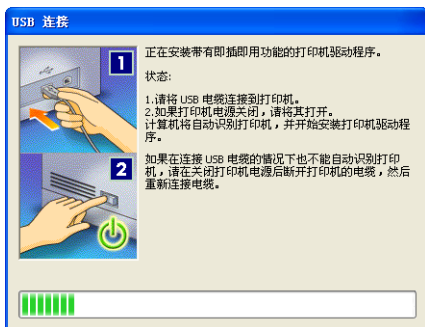 USB 连接
正在安装带有即插即用功能的打印机驱动程序。
状态:
1.请将 USB 电缆连接到打印机。
2.如果打印机电源关闭，请将其打开。
计算机将自动识别打印机，并开始安装打印机驱动程
序。
如果在连接 USB 电缆的情况下也不能自动识别打印
机，请在关闭打印机电源后断开打印机的电缆，然后
重新连接电缆。
1
2